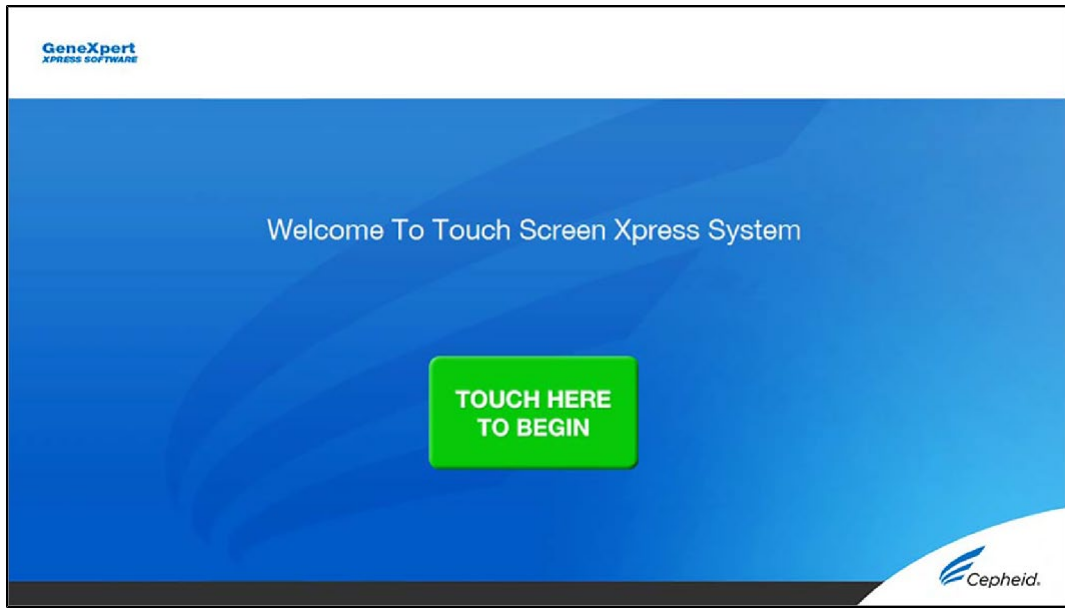 GeneXpert
XPRESS SOFTWARE
Welcome To Touch Screen Xpress System
TOUCH HERE
TO BEGIN
Cepheid.